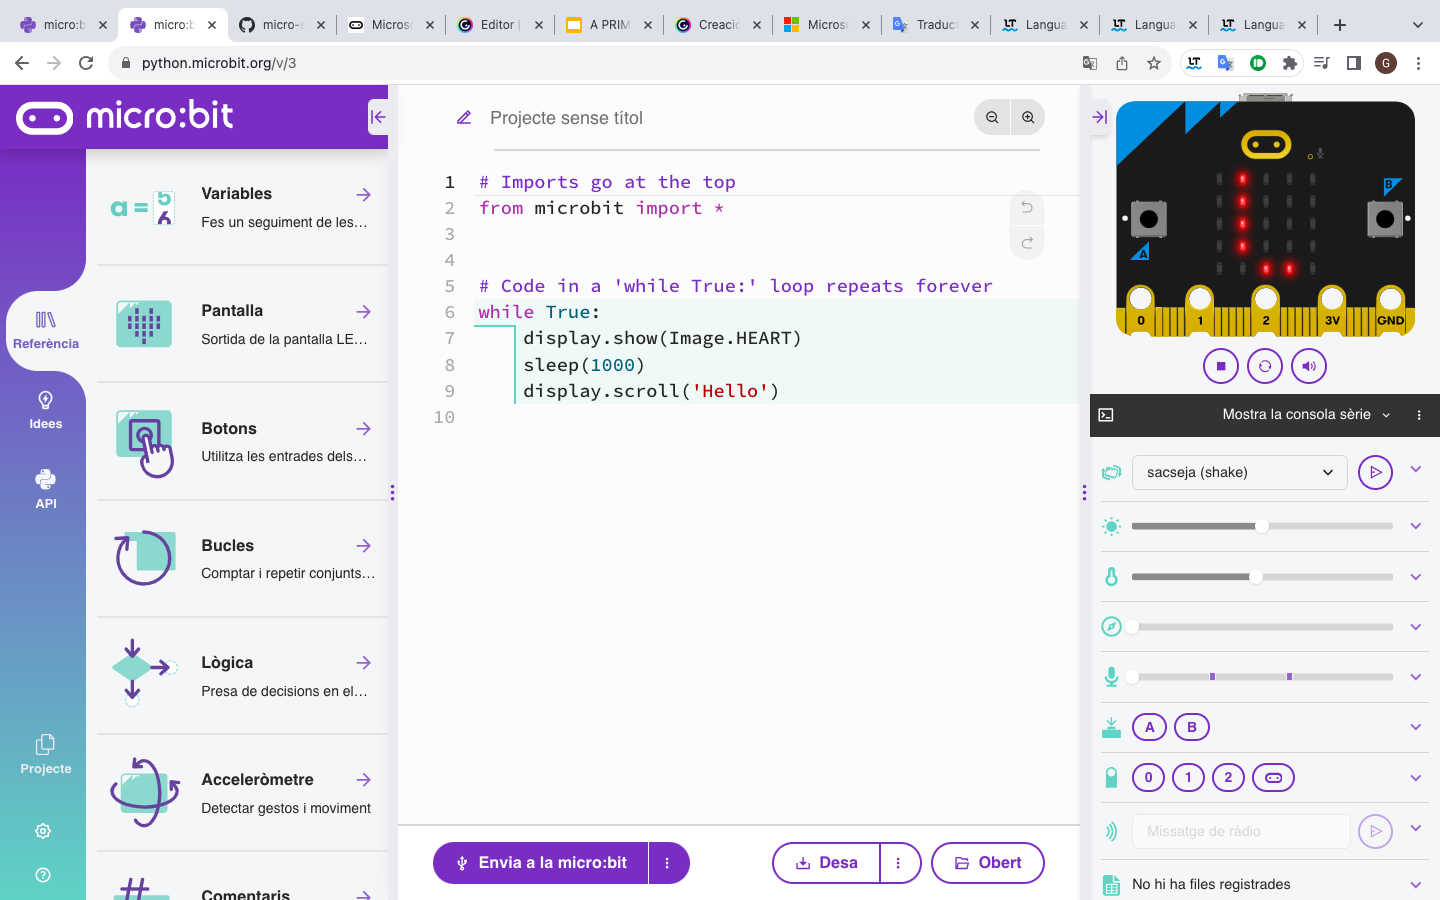 micro:b
micro:b
micro-s
Microso
Editor |
A PRIM
Creació
Microso
Traduct
Langua
Langua
Langua
python.microbit.org/v/3
G
micro:bit
Referència
Idees
API
Projecte
a =
5
6
Variables
Fes un seguiment de les…
Pantalla
Sortida de la pantalla LE…
Botons
Utilitza les entrades dels…
Bucles
Comptar i repetir conjunts…
Lògica
Presa de decisions en el…
Acceleròmetre
Detectar gestos i moviment
Comentaris
Projecte sense títol
1 # Imports go at the top
2 from microbit import *
3
4
5 # Code in a 'while True:' loop repeats forever
6 while True:
7 display.show(Image.HEART)
8 sleep(1000)
9 display.scroll('Hello')
10
Envia a la micro:bit
Desa
Obert
B
A
0 1 2 3V GND
Mostra la consola sèrie
sacseja (shake)
A B
0 1 2
Missatge de ràdio
No hi ha files registrades